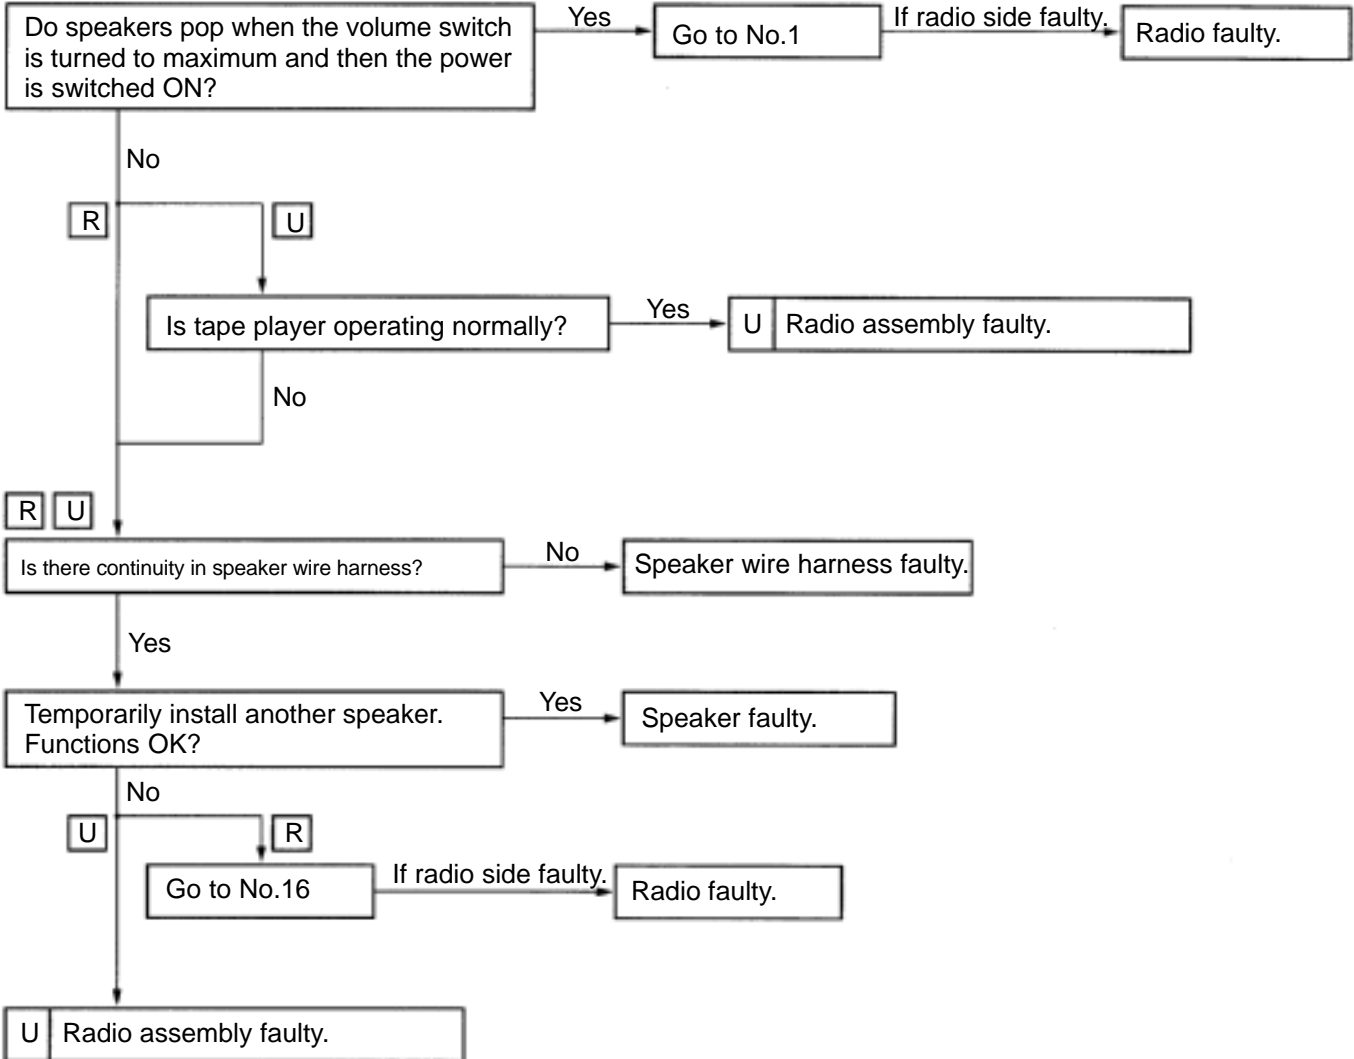 Do speakers pop when the volume switch
is turned to maximum and then the power
is switched ON?
Yes
Go to No.1
If radio side faulty.
Radio faulty.
No
R
U
Is tape player operating normally?
Yes
U
Radio assembly faulty.
No
R
U
Is there continuity in speaker wire harness?
No
Speaker wire harness faulty.
Yes
Temporarily install another speaker.
Functions OK?
Yes
Speaker faulty.
No
U
R
Go to No.16
If radio side faulty.
Radio faulty.
U
Radio assembly faulty.